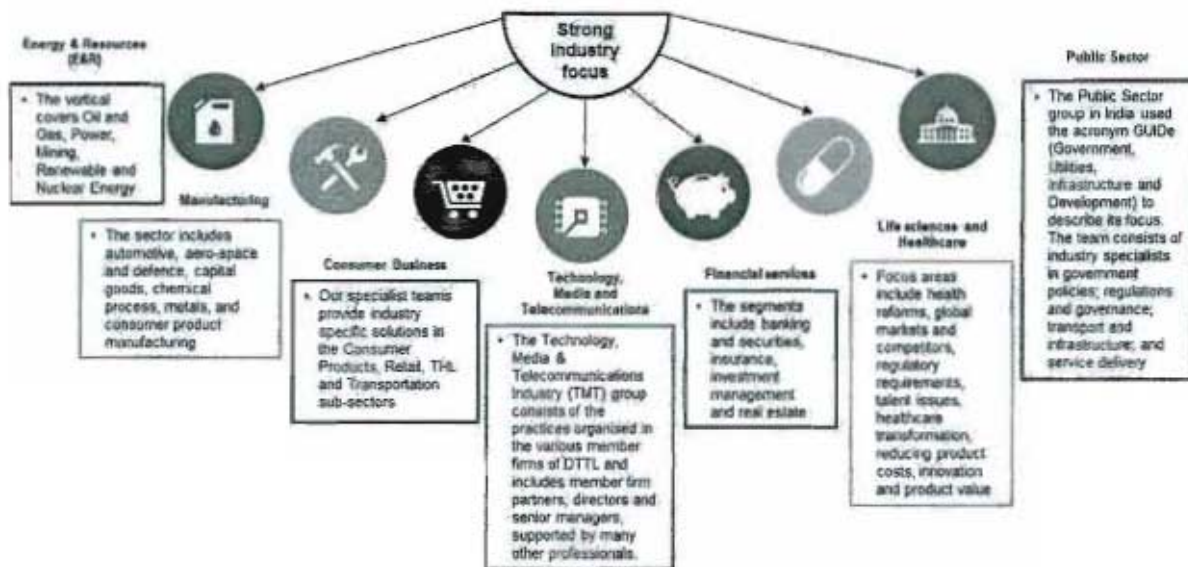 Strong
Industry
focus
Energy & Resources
(E&R)
• The vertical
covers Oil and
Gas, Power,
Mining,
Renewable and
Nuclear Energy
Manufacturing
• The sector includes
automotive, aero-space
and defence, capital
goods, chemical
process, metals, and
consumer product
manufacturing
Consumer Business
• Our specialist teams
provide industry
specific solutions in
the Consumer
Products, Retail, THL
and Transportation
sub-sectors
Technology,
Media and
Telecommunications
• The Technology,
Media &
Telecommunications
Industry (TMT) group
consists of the
practices organised in
the various member
firms of DTTL and
includes member firm
partners, directors and
senior managers,
supported by many
other professionals.
Financial services
• The segments
include banking
and securities,
insurance,
investment
management
and real estate
Life sciences and
Healthcare
• Focus areas
include health
reforms, global
markets and
competitors,
regulatory
requirements,
talent issues,
healthcare
transformation,
reducing product
costs, innovation
and product value
Public Sector
• The Public Sector
group in India used
the acronym GUIDe
(Government,
Utilities,
Infrastructure and
Development) to
describe its focus.
The team consists of
industry specialists
in government
policies; regulations
and governance;
transport and
infrastructure; and
service delivery